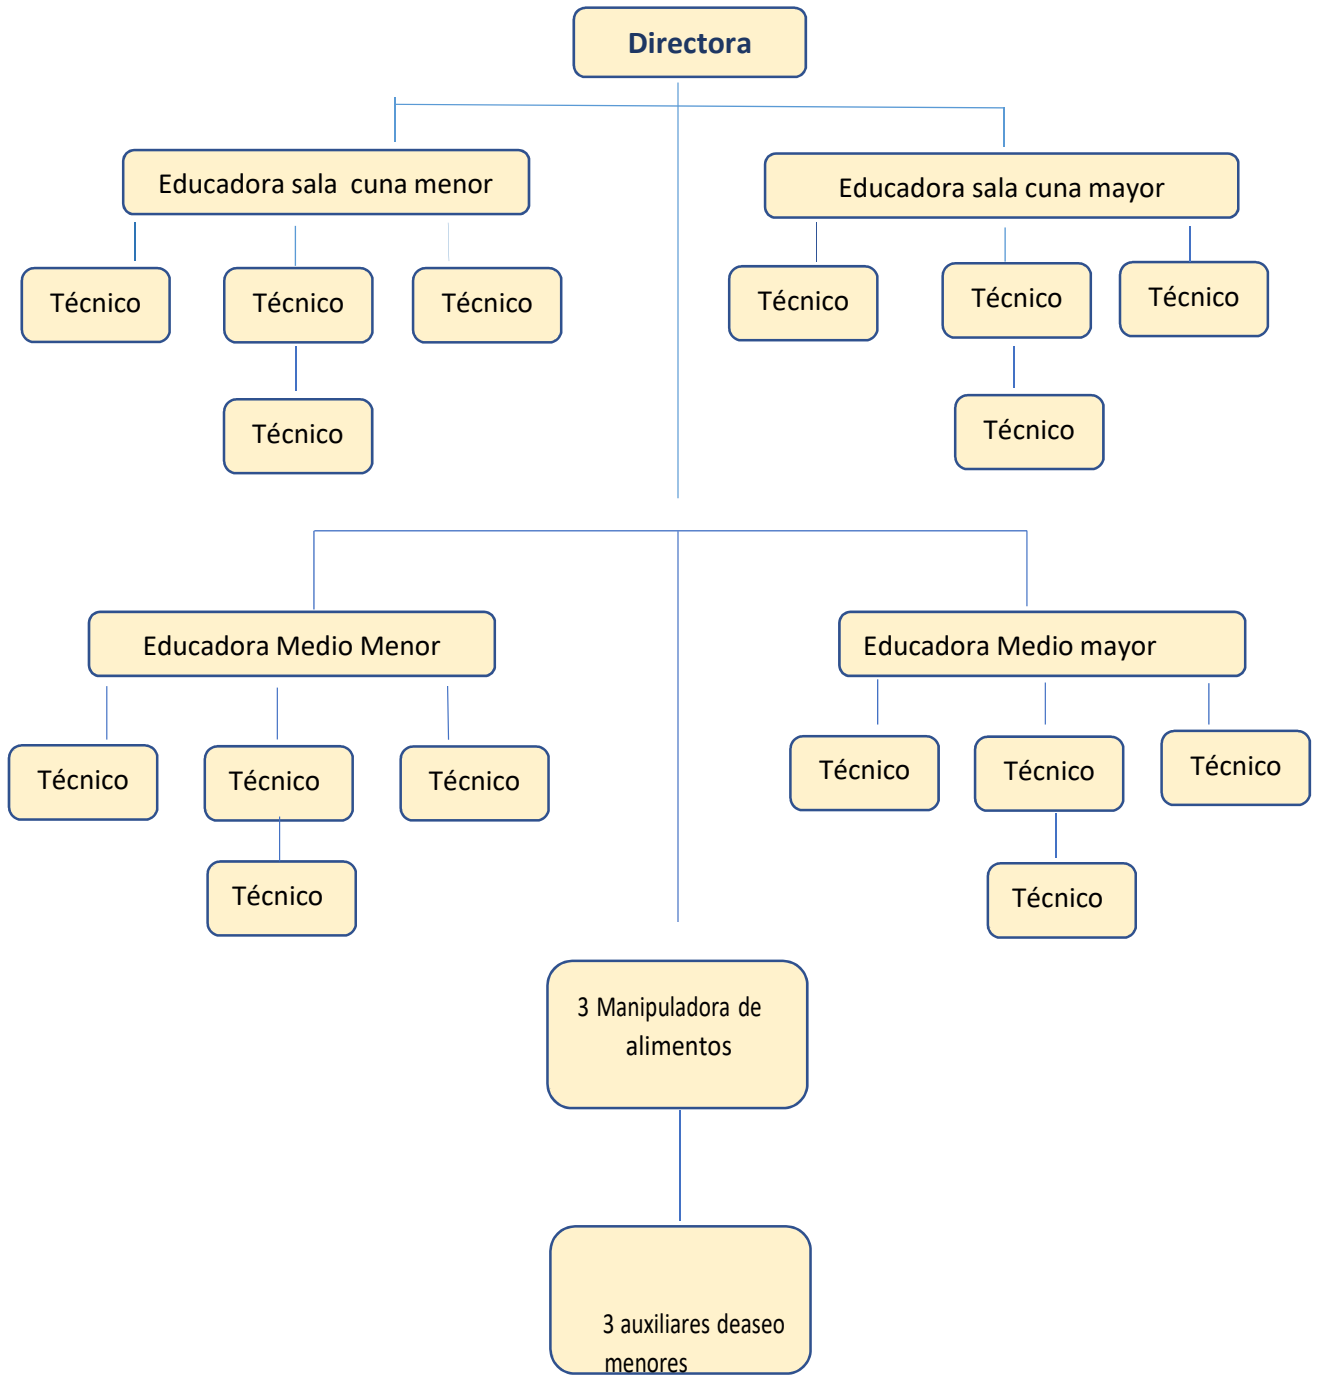 Directora
Educadora sala cuna menor
Educadora sala cuna mayor
Técnico
Técnico
Técnico
Técnico
Técnico
Técnico
Técnico
Técnico
Educadora Medio Menor
Educadora Medio mayor
Técnico
Técnico
Técnico
Técnico
Técnico
Técnico
Técnico
Técnico
3 Manipuladora de
alimentos
3 auxiliares deaseo
menores